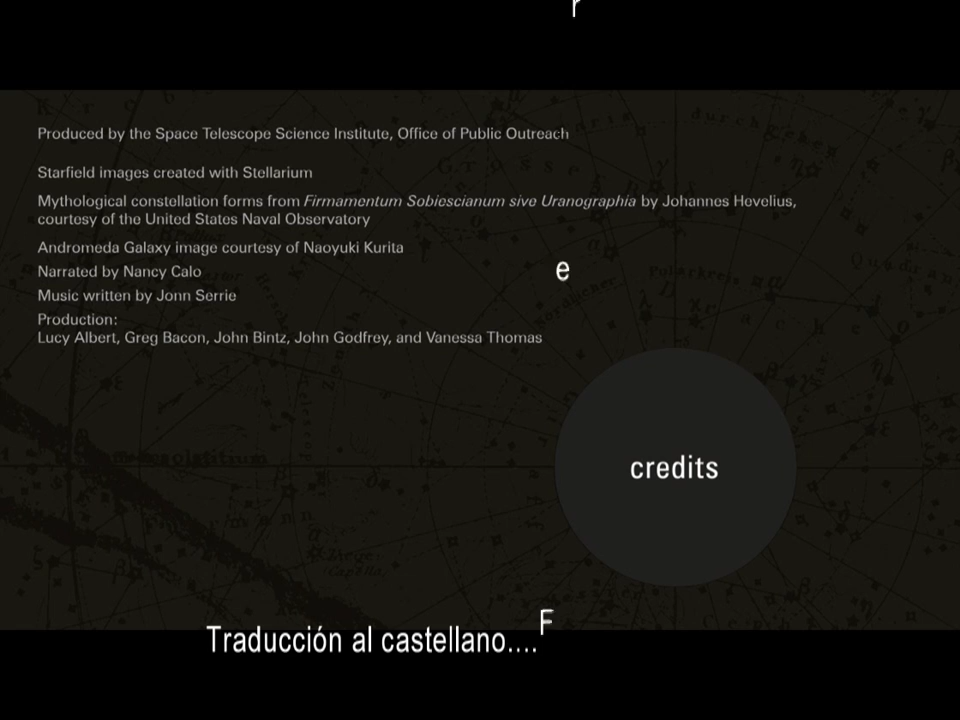 r
Produced by the Space Telescope Science Institute, Office of Public Outreach
Starfield images created with Stellarium
Mythological constellation forms from Firmamentum Sobiescianum sive Uranographia by Johannes Hevelius,
courtesy of the United States Naval Observatory
Andromeda Galaxy image courtesy of Naoyuki Kurita
e
Narrated by Nancy Calo
Music written by Jonn Serrie
Production:
Lucy Albert, Greg Bacon, John Bintz, John Godfrey, and Vanessa Thomas
credits
Traducción al castellano....F